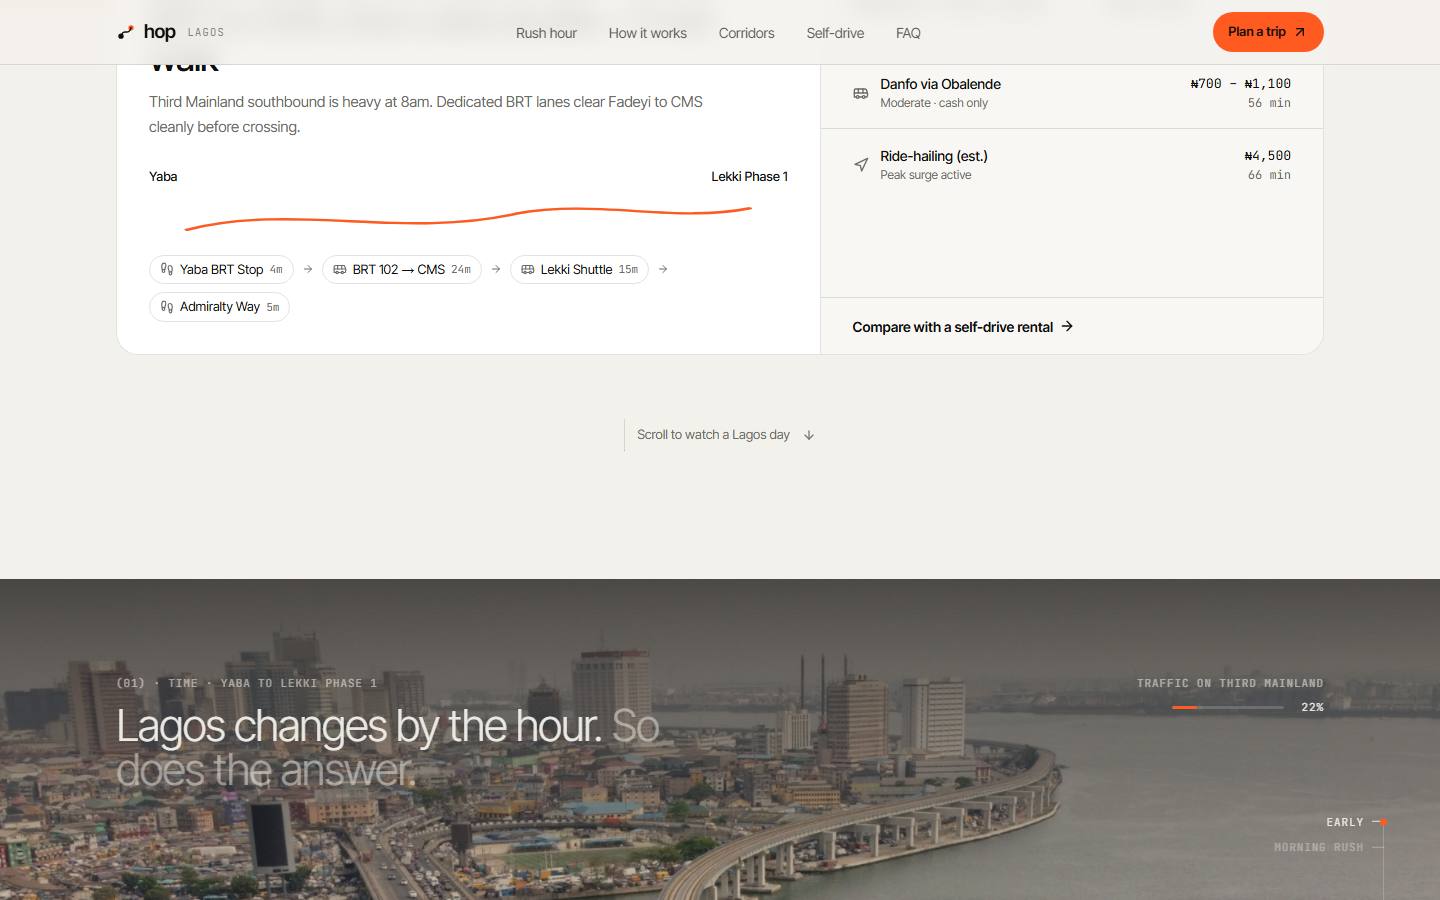 hop LAGOS
Rush hour
How it works
Corridors
Self-drive
FAQ
Plan a trip
Walk
Third Mainland southbound is heavy at 8am. Dedicated BRT lanes clear Fadeyi to CMS
cleanly before crossing.
Yaba
Lekki Phase 1
Yaba BRT Stop 4m → BRT 102 → CMS 24m → Lekki Shuttle 15m →
Admiralty Way 5m
Danfo via Obalende ₦700 – ₦1,100
Moderate · cash only 56 min
Ride-hailing (est.) ₦4,500
Peak surge active 66 min
Compare with a self-drive rental →
Scroll to watch a Lagos day ↓
(01) · TIME · YABA TO LEKKI PHASE 1
Lagos changes by the hour. So
does the answer.
TRAFFIC ON THIRD MAINLAND
22%
EARLY
MORNING RUSH